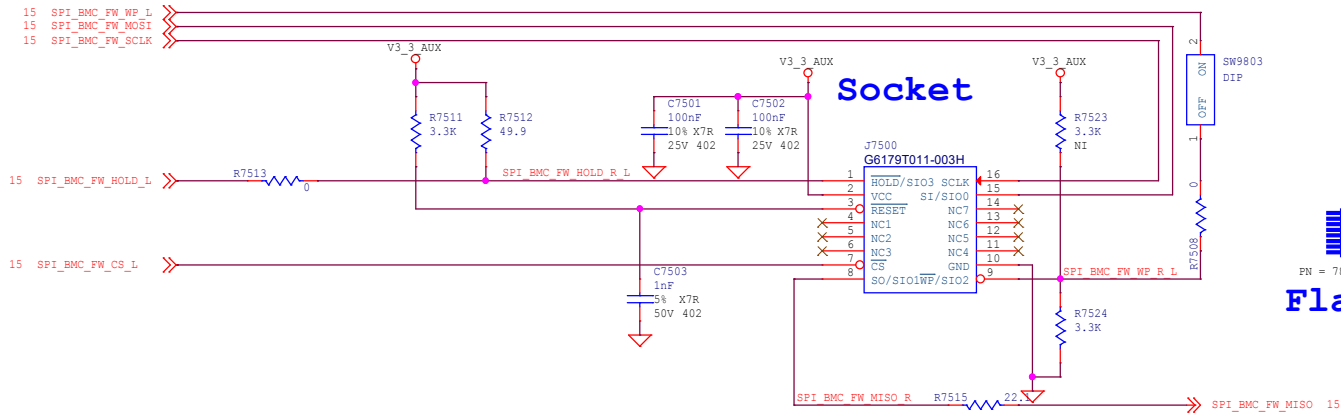 15 SPI_BMC_FW_WP_L
15 SPI_BMC_FW_MOSI
15 SPI_BMC_FW_SCLK
V3_3_AUX
V3_3_AUX
V3_3_AUX
Socket
2
ON
OFF
1
SW9803
DIP
R7511
3.3K
R7512
49.9
C7501
100nF
10% X7R
25V 402
C7502
100nF
10% X7R
25V 402
R7523
3.3K
NI
J7500
G6179T011-003H
15 SPI_BMC_FW_HOLD_L
R7513
0
SPI_BMC_FW_HOLD_R_L
1 HOLD/SIO3 SCLK 16
2 VCC SI/SIO0 15
3 RESET NC7 14
4 NC1 NC6 13
5 NC2 NC5 12
6 NC3 NC4 11
7 CS GND 10
8 SO/SIO1 WP/SIO2 9
0
R7508
15 SPI_BMC_FW_CS_L
C7503
1nF
5% X7R
50V 402
SPI_BMC_FW_WP_R_L
R7524
3.3K
PN = 78
Fla
SPI_BMC_FW_MISO_R
R7515
22.1
SPI_BMC_FW_MISO 15